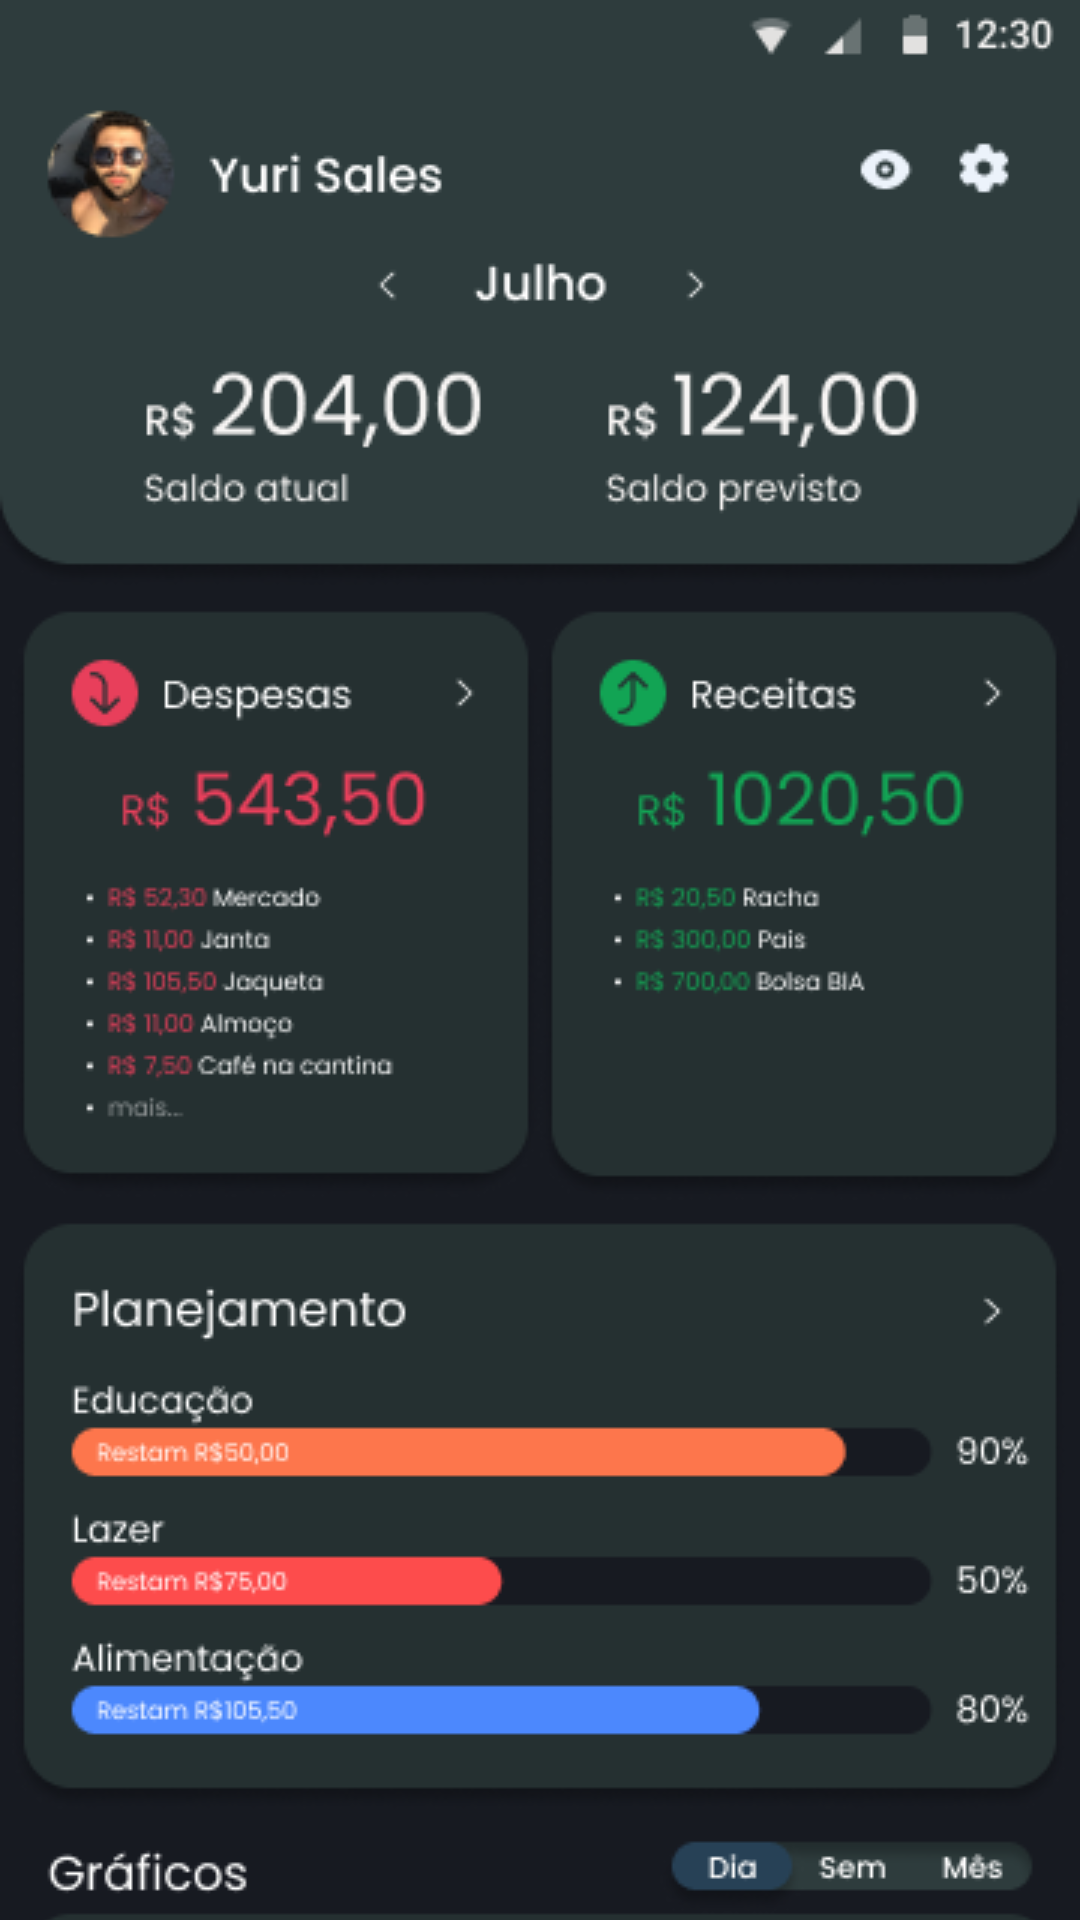 12:30
Yuri Sales
Julho
R$ 204,00
Saldo atual
R$ 124,00
Saldo previsto
Despesas
R$ 543,50
• R$ 52,30 Mercado
• R$ 11,00 Janta
• R$ 105,50 Jaqueta
• R$ 11,00 Almoço
• R$ 7,50 Café na cantina
• mais...
Receitas
R$ 1020,50
• R$ 20,50 Racha
• R$ 300,00 Pais
• R$ 700,00 Bolsa BIA
Planejamento
Educação
Restam R$50,00
90%
Lazer
Restam R$75,00
50%
Alimentação
Restam R$105,50
80%
Gráficos
Dia Sem Mês